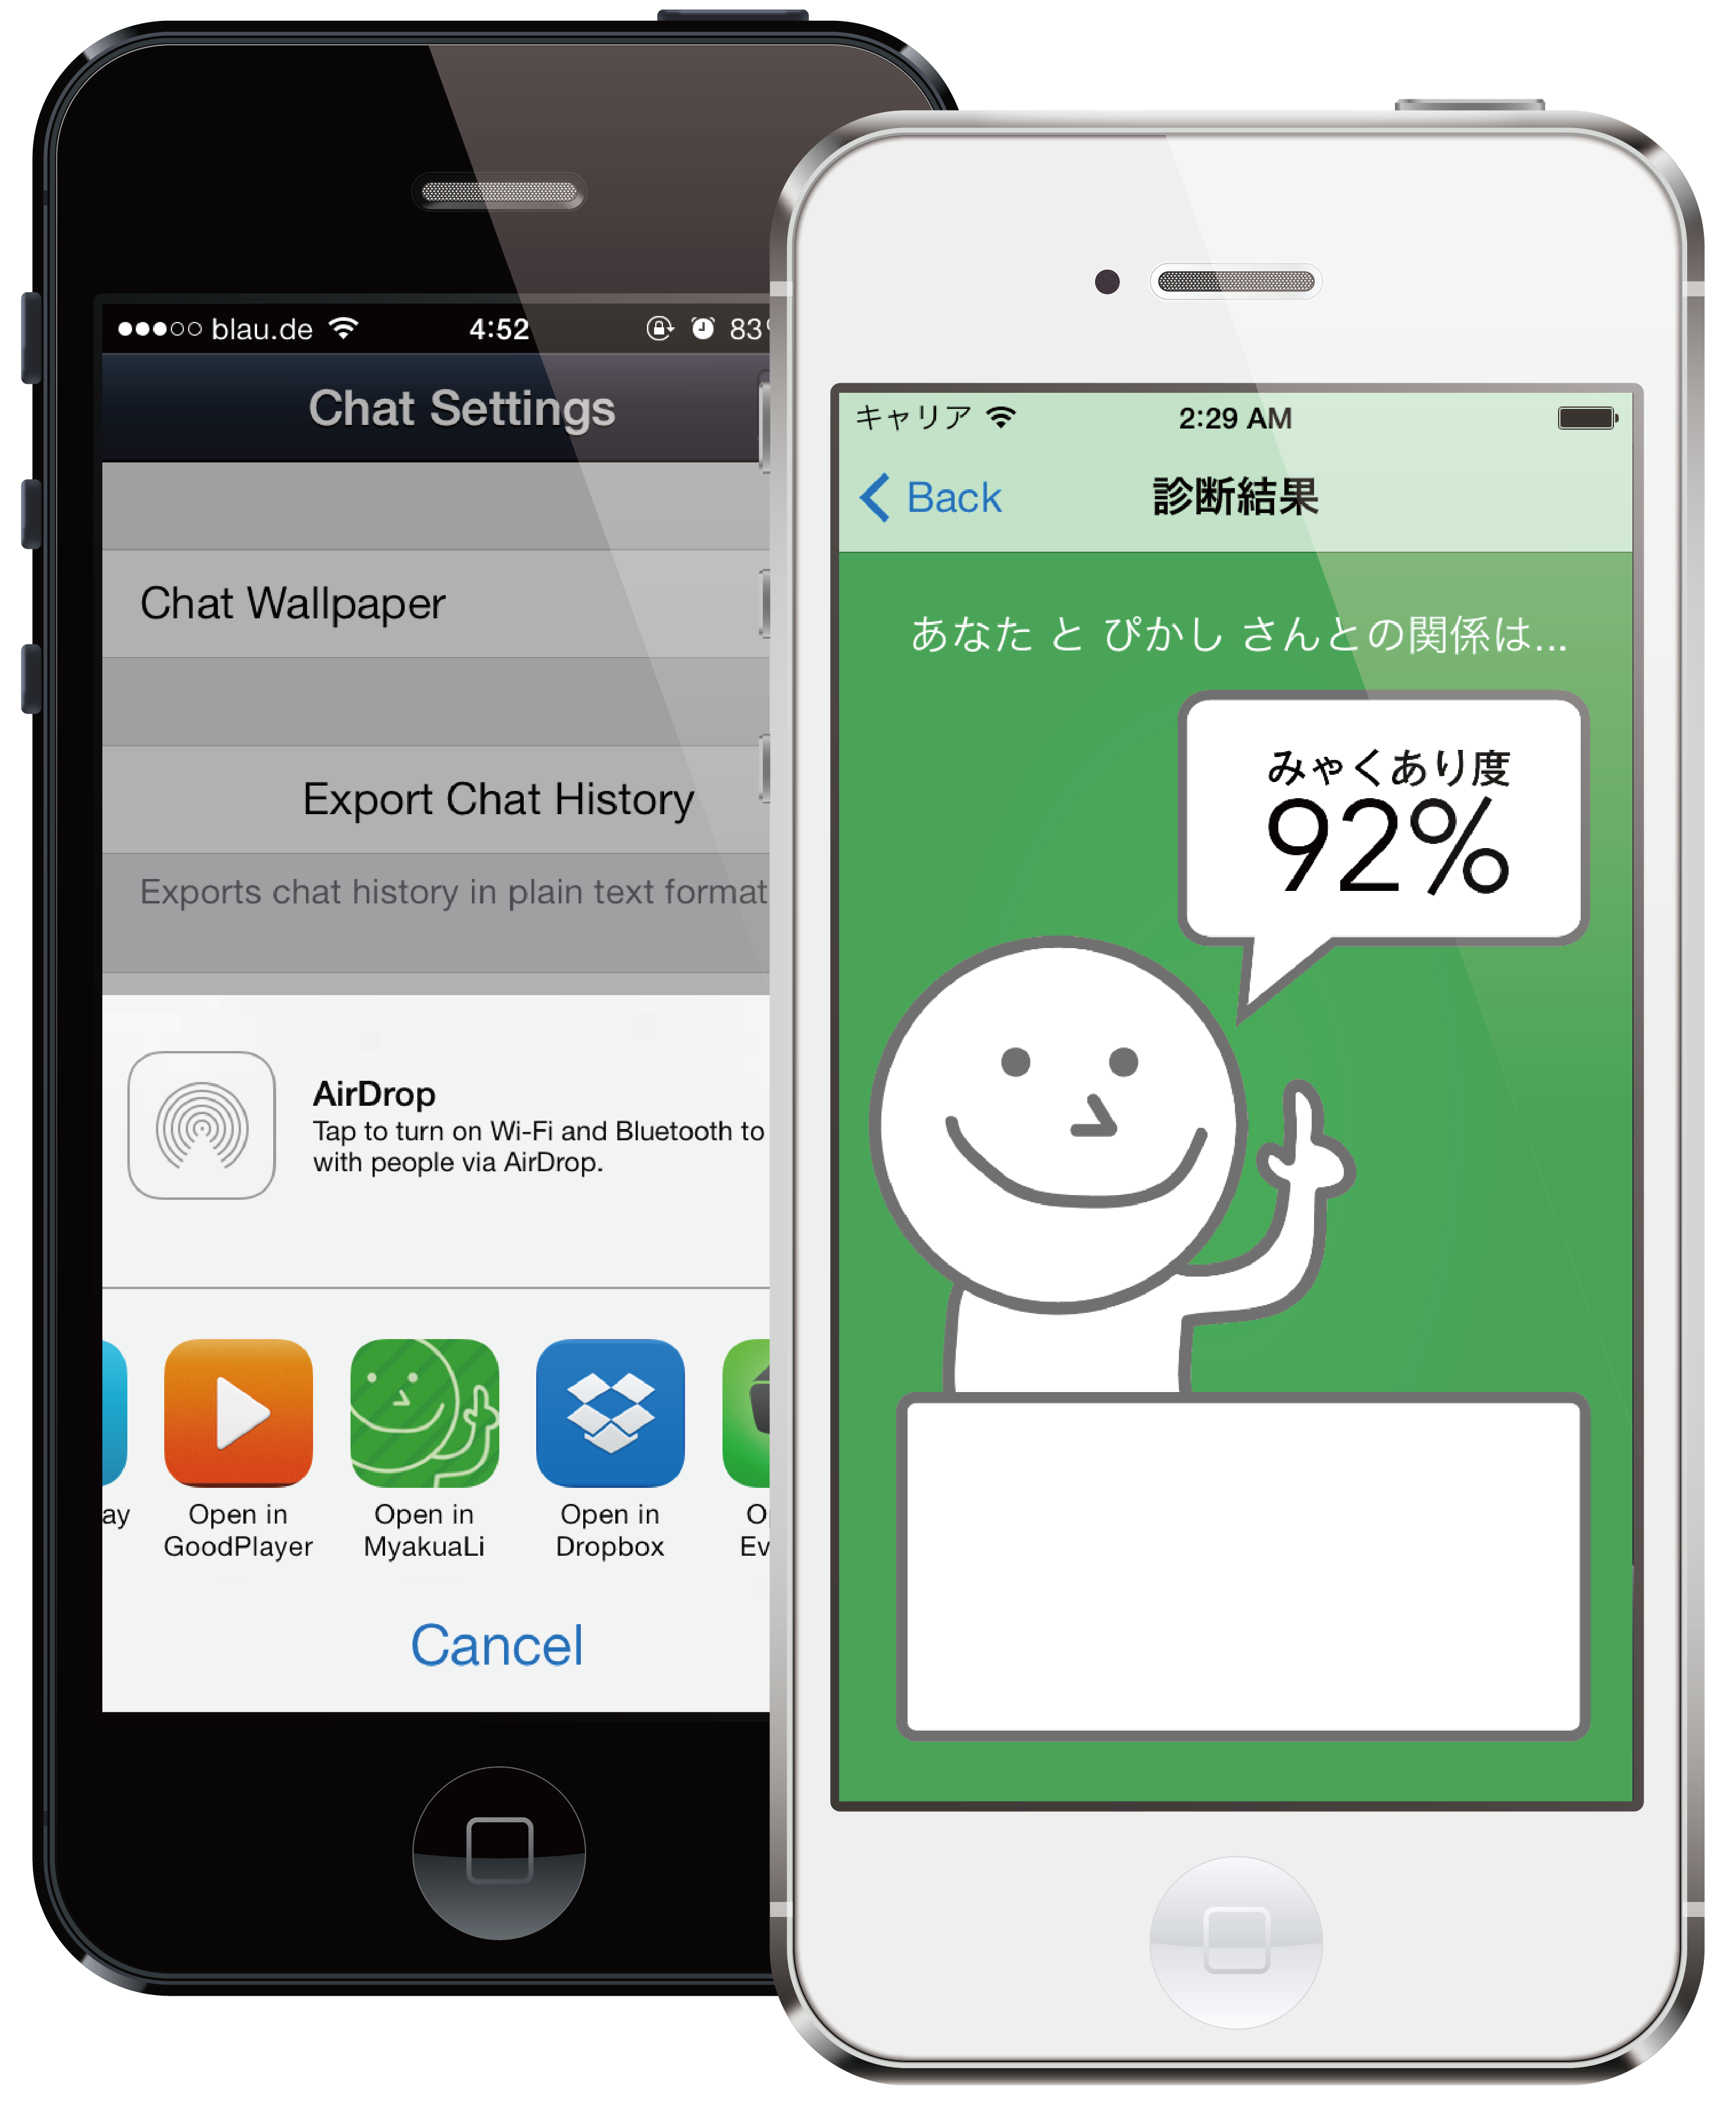 blau.de
4:52
83
Chat Settings
Chat Wallpaper
Export Chat History
Exports chat history in plain text format
AirDrop
Tap to turn on Wi-Fi and Bluetooth to
with people via AirDrop.
ay
Open in
GoodPlayer
Open in
MyakuaLi
Open in
Dropbox
O
Ev
Cancel
キャリア
2:29 AM
Back
診断結果
あなた と ぴかし さんとの関係は...
みゃくあり度
92%